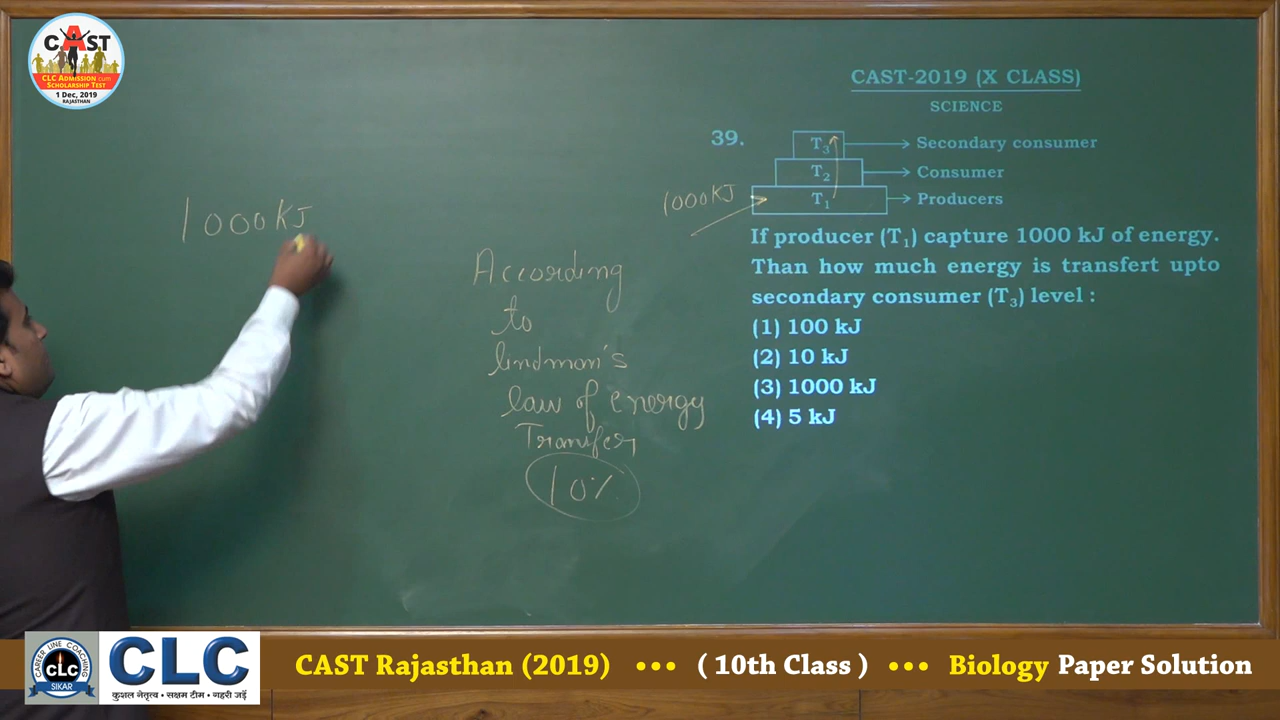 CAST
CLC ADMISSION cum
SCHOLARSHIP TEST
1 Dec, 2019
RAJASTHAN
CAST-2019 (X CLASS)
SCIENCE
39.
T3
Secondary consumer
T2
Consumer
1000KJ
T1
Producers
If producer (T1) capture 1000 kJ of energy.
Than how much energy is transfert upto
secondary consumer (T3) level :
(1) 100 kJ
(2) 10 kJ
(3) 1000 kJ
(4) 5 kJ
1000KJ
According
to
lindman's
law of energy
Transfer
10%
CAREER LINE COACHING
CLC
SIKAR
CLC
कुशल नेतृत्व • सक्षम टीम • गहरी जड़ें
CAST Rajasthan (2019) ••• ( 10th Class ) ••• Biology Paper Solution